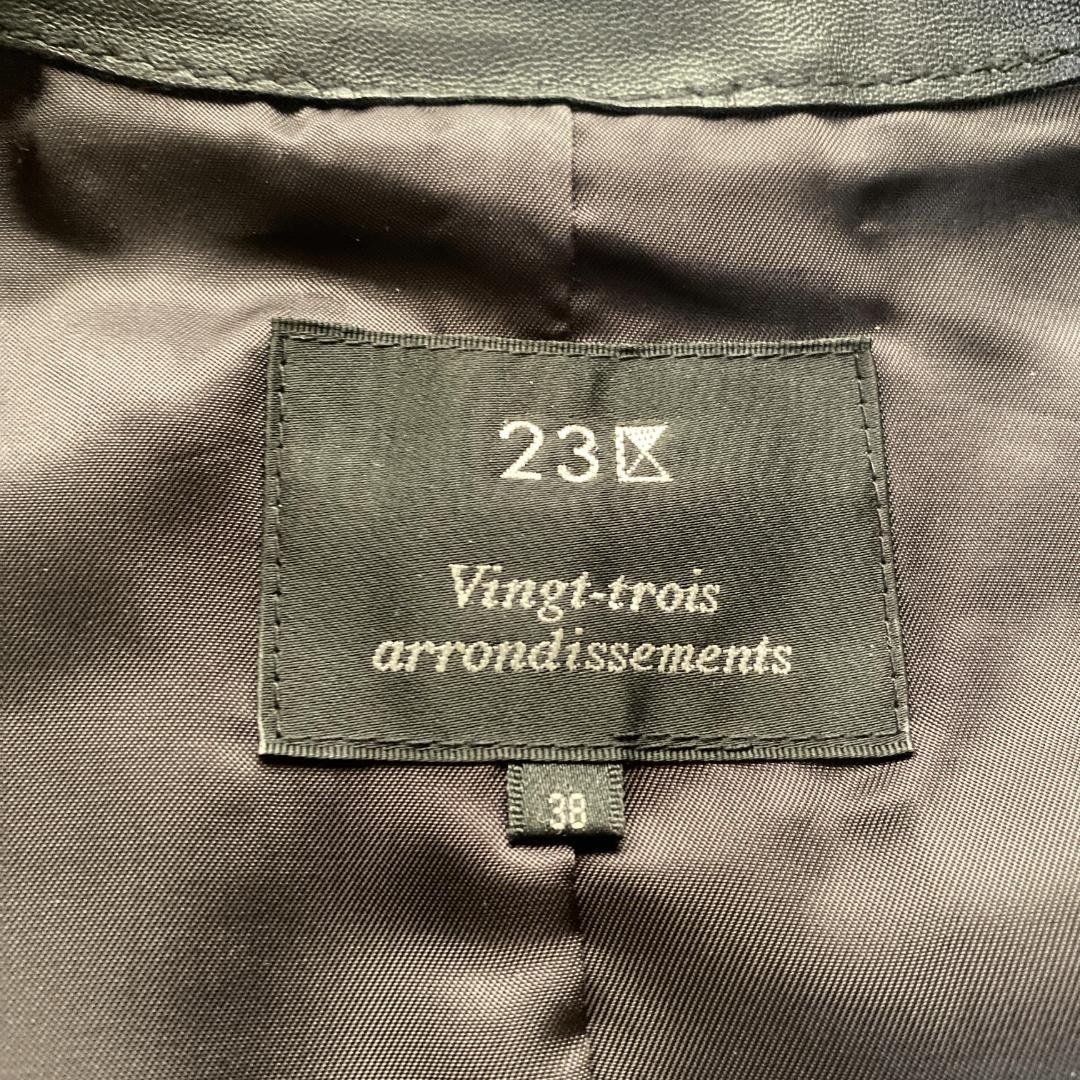 23区
Vingt-trois
arrondissements
38